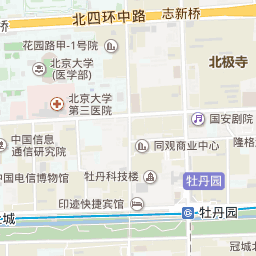 北四环中路
志新桥
花园路甲-1号院
北极寺
北京大学
(医学部)
北京大学
第三医院
国安剧院
中国信息
通信研究院
同观商业中心
隆格
中国电信博物馆
牡丹科技楼
牡丹园
印迹快捷宾馆
牡丹园
城
冠城